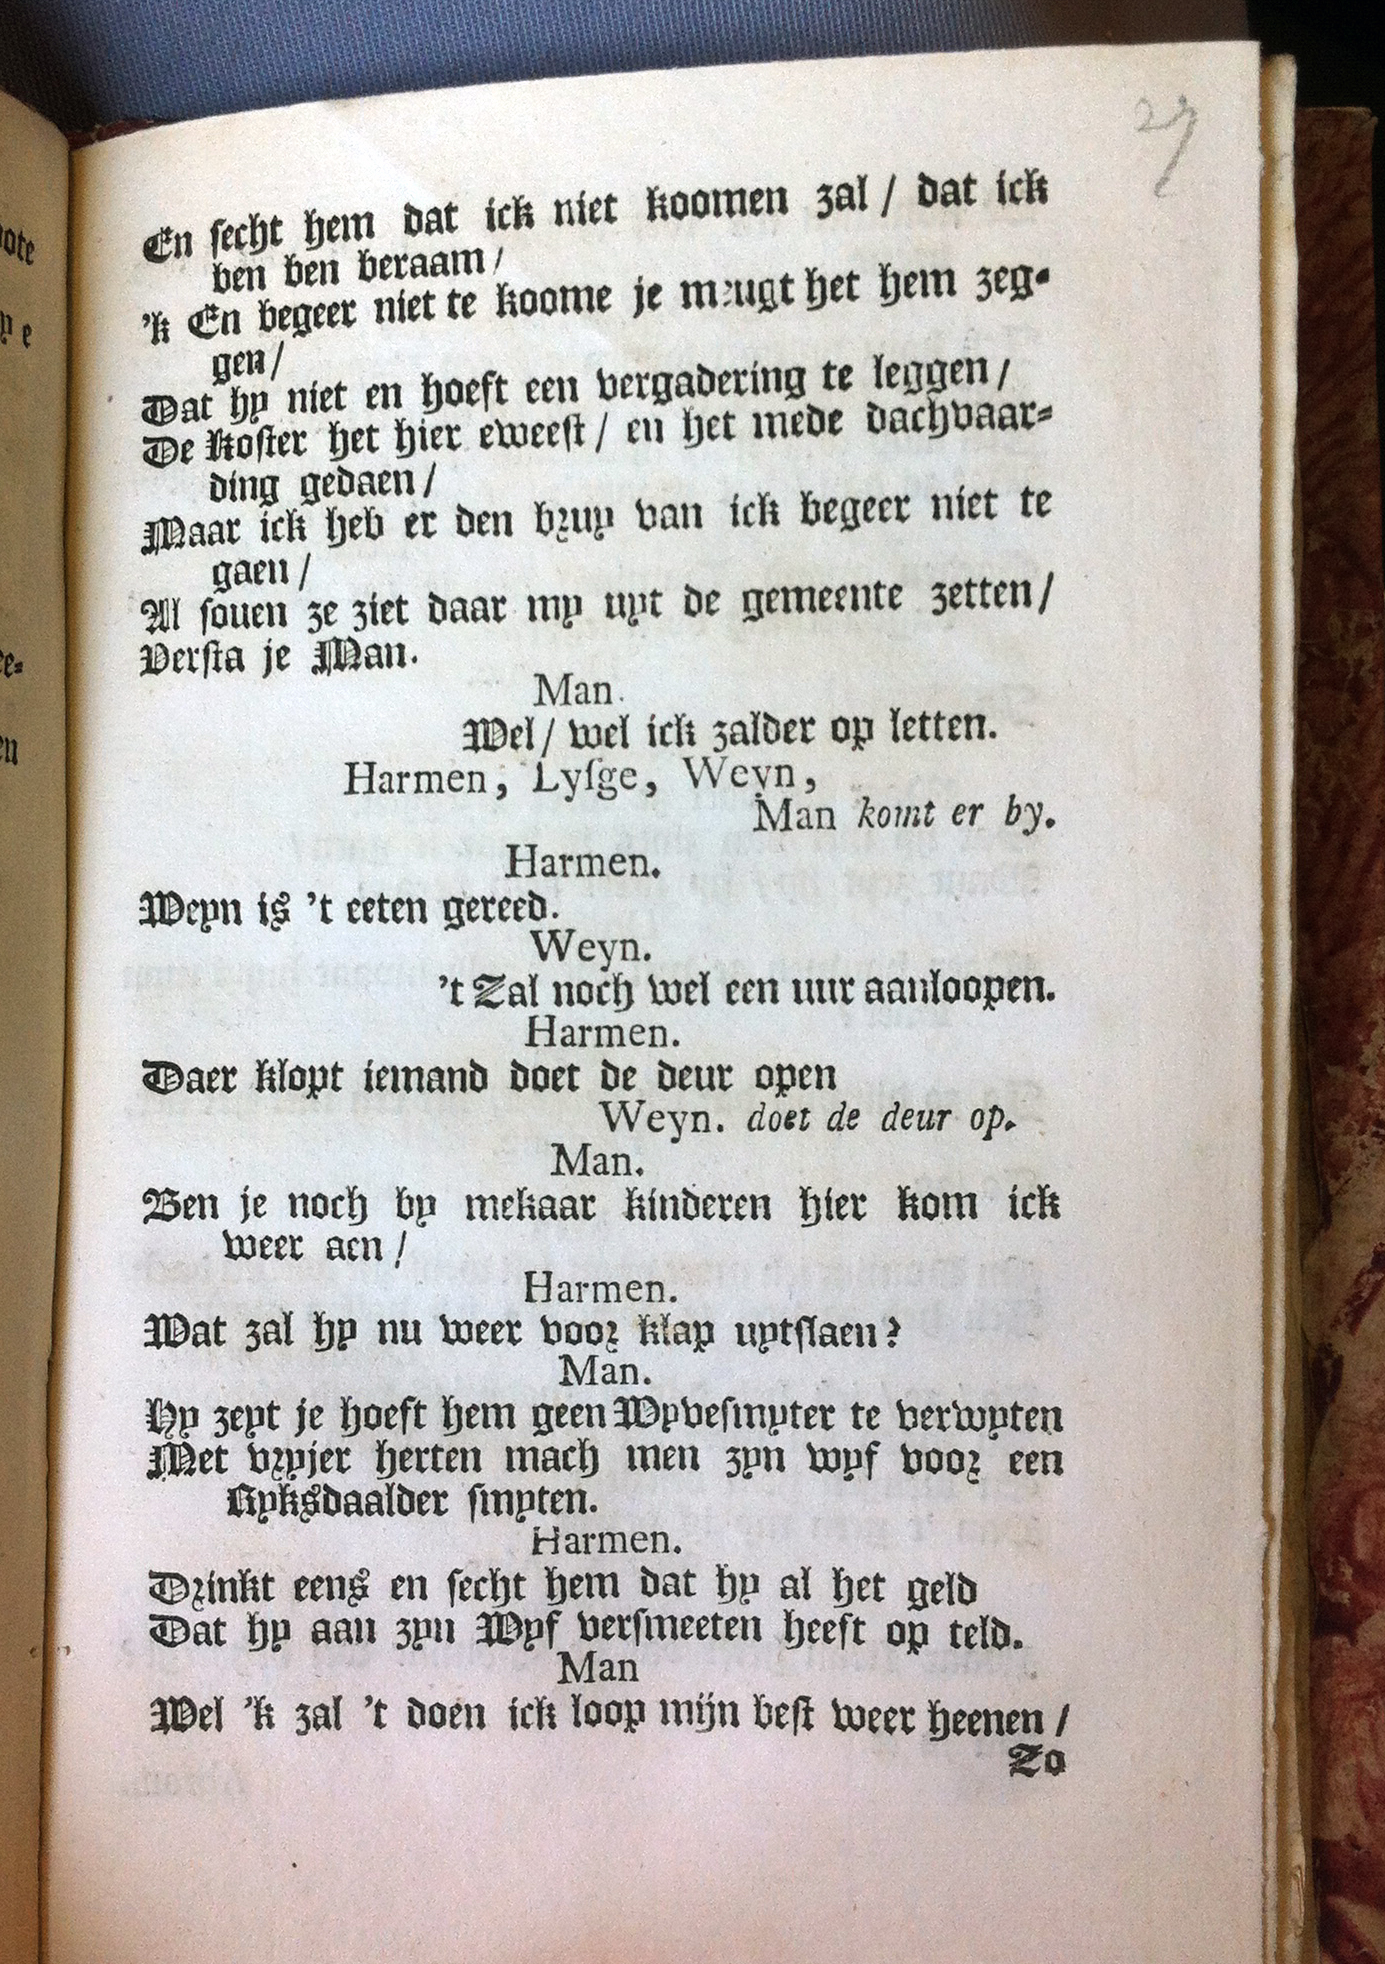 27
En ſecht hem dat ick niet koomen zal / dat ick
ben ben beraam /
'k En begeer niet te koome je meugt het hem zeg-
gen /
Dat hy niet en hoeft een vergadering te leggen /
De Koſter het hier eweeſt / en het mede dachvaar-
ding gedaen /
Maar ick heb er den bruy van ick begeer niet te
gaen /
Al ſouen ze ziet daar my uyt de gemeente zetten /
Verſta je Man.
Man.
Wel / wel ick zalder op letten.
Harmen, Lyſge, Weyn,
Man komt er by.
Harmen.
Weyn is 't eeten gereed.
Weyn.
't Zal noch wel een uur aanloopen.
Harmen.
Daer klopt iemand doet de deur open
Weyn. doet de deur op.
Man.
Ben je noch by mekaar kinderen hier kom ick
weer aen /
Harmen.
Wat zal hy nu weer voor klap uytſlaen?
Man.
Hy zeyt je hoeft hem geen Wyveſmyter te verwyten
Met vryjer herten mach men zyn wyf voor een
Ryksdaalder ſmyten.
Harmen.
Drinkt eens en ſecht hem dat hy al het geld
Dat hy aan zyn Wyf verſmeeten heeft op teld.
Man
Wel 'k zal 't doen ick loop mijn beſt weer heenen /
Zo